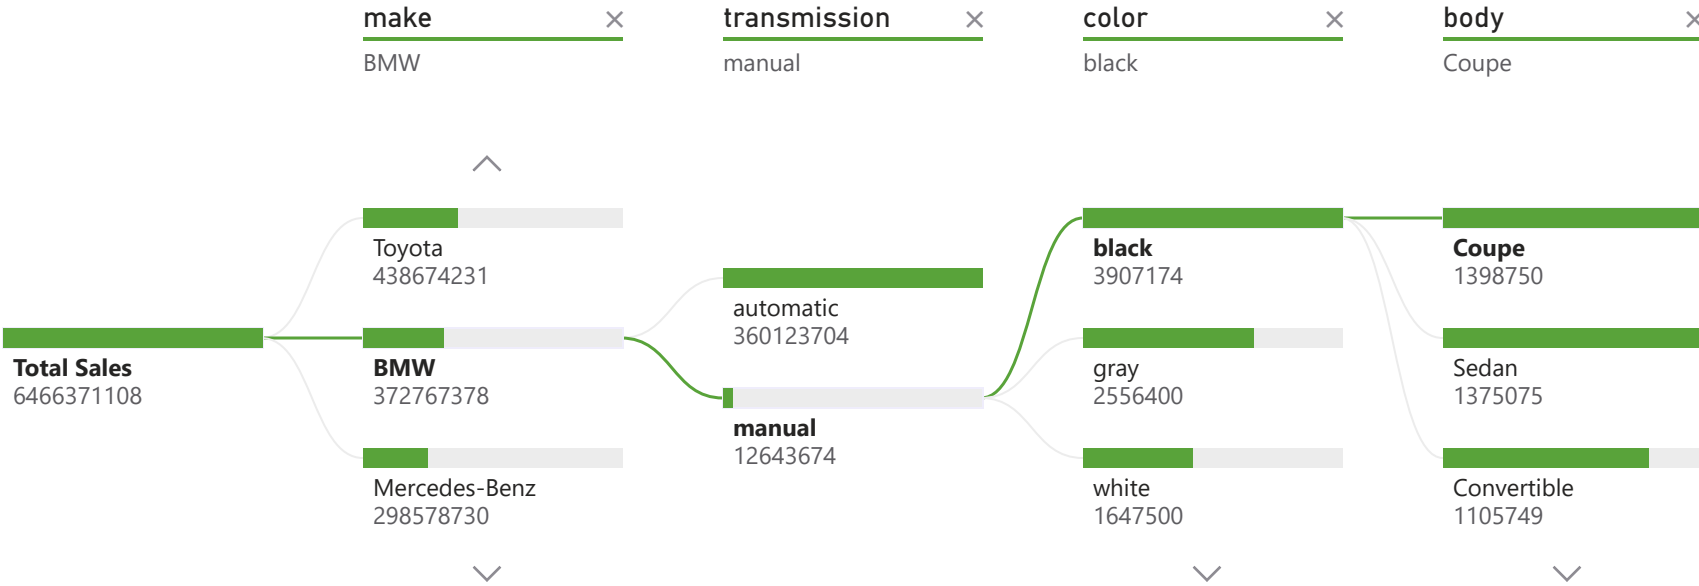 make
transmission
color
body
BMW
manual
black
Coupe
Total Sales
6466371108
Toyota
438674231
BMW
372767378
Mercedes-Benz
298578730
automatic
360123704
manual
12643674
black
3907174
gray
2556400
white
1647500
Coupe
1398750
Sedan
1375075
Convertible
1105749